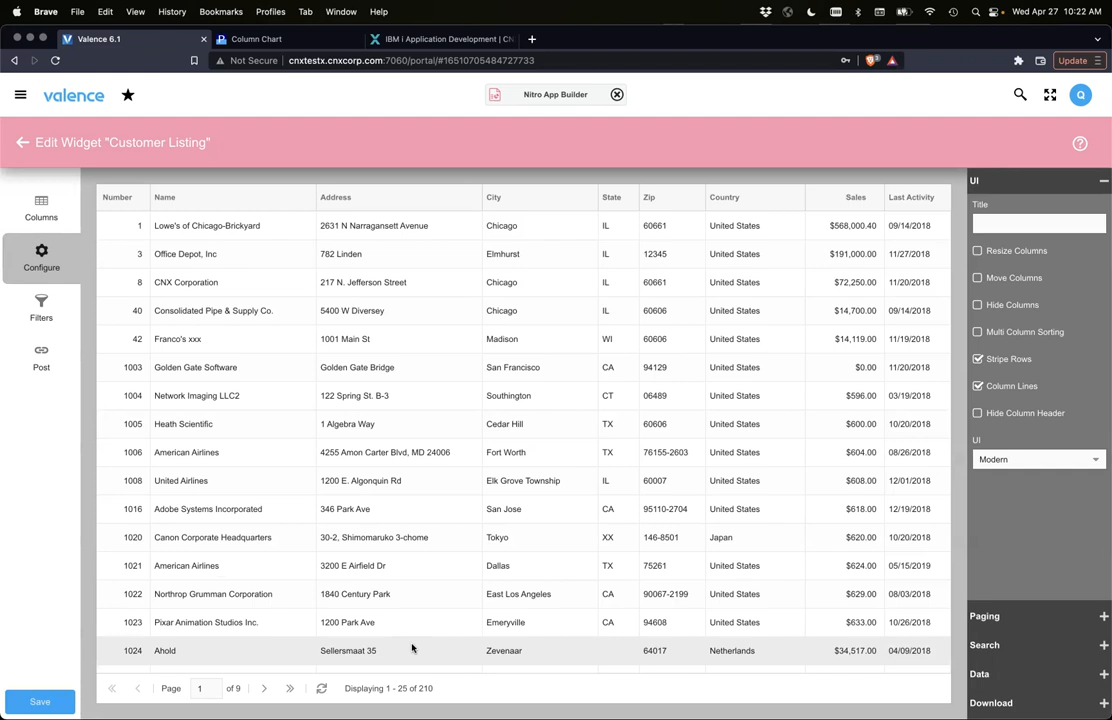 Brave File Edit View History Bookmarks Profiles Tab Window Help Wed Apr 27 10:22 AM
Valence 6.1 Column Chart IBM i Application Development | CN
Not Secure cnxtestx.cnxcorp.com:7060/portal/#16510705484727733 3 Update
valence Nitro App Builder Q
Edit Widget "Customer Listing"
Columns
Configure
Filters
Post
Save
Number Name Address City State Zip Country Sales Last Activity
1 Lowe's of Chicago-Brickyard 2631 N Narragansett Avenue Chicago IL 60661 United States $568,000.40 09/14/2018
3 Office Depot, Inc 782 Linden Elmhurst IL 12345 United States $191,000.00 11/27/2018
8 CNX Corporation 217 N. Jefferson Street Chicago IL 60661 United States $72,250.00 11/20/2018
40 Consolidated Pipe & Supply Co. 5400 W Diversey Chicago IL 60606 United States $14,700.00 09/14/2018
42 Franco's xxx 1001 Main St Madison WI 60606 United States $14,119.00 11/19/2018
1003 Golden Gate Software Golden Gate Bridge San Francisco CA 94129 United States $0.00 11/20/2018
1004 Network Imaging LLC2 122 Spring St. B-3 Southington CT 06489 United States $596.00 03/19/2018
1005 Heath Scientific 1 Algebra Way Cedar Hill TX 60606 United States $600.00 10/20/2018
1006 American Airlines 4255 Amon Carter Blvd, MD 24006 Fort Worth TX 76155-2603 United States $604.00 08/26/2018
1008 United Airlines 1200 E. Algonquin Rd Elk Grove Township IL 60007 United States $608.00 12/01/2018
1016 Adobe Systems Incorporated 346 Park Ave San Jose CA 95110-2704 United States $618.00 12/19/2018
1020 Canon Corporate Headquarters 30-2, Shimomaruko 3-chome Tokyo XX 146-8501 Japan $620.00 10/20/2018
1021 American Airlines 3200 E Airfield Dr Dallas TX 75261 United States $624.00 05/15/2019
1022 Northrop Grumman Corporation 1840 Century Park East Los Angeles CA 90067-2199 United States $629.00 08/03/2018
1023 Pixar Animation Studios Inc. 1200 Park Ave Emeryville CA 94608 United States $633.00 10/26/2018
1024 Ahold Sellersmaat 35 Zevenaar 64017 Netherlands $34,517.00 04/09/2018
Page 1 of 9 Displaying 1 - 25 of 210
UI
Title
Resize Columns
Move Columns
Hide Columns
Multi Column Sorting
Stripe Rows
Column Lines
Hide Column Header
UI
Modern
Paging
Search
Data
Download